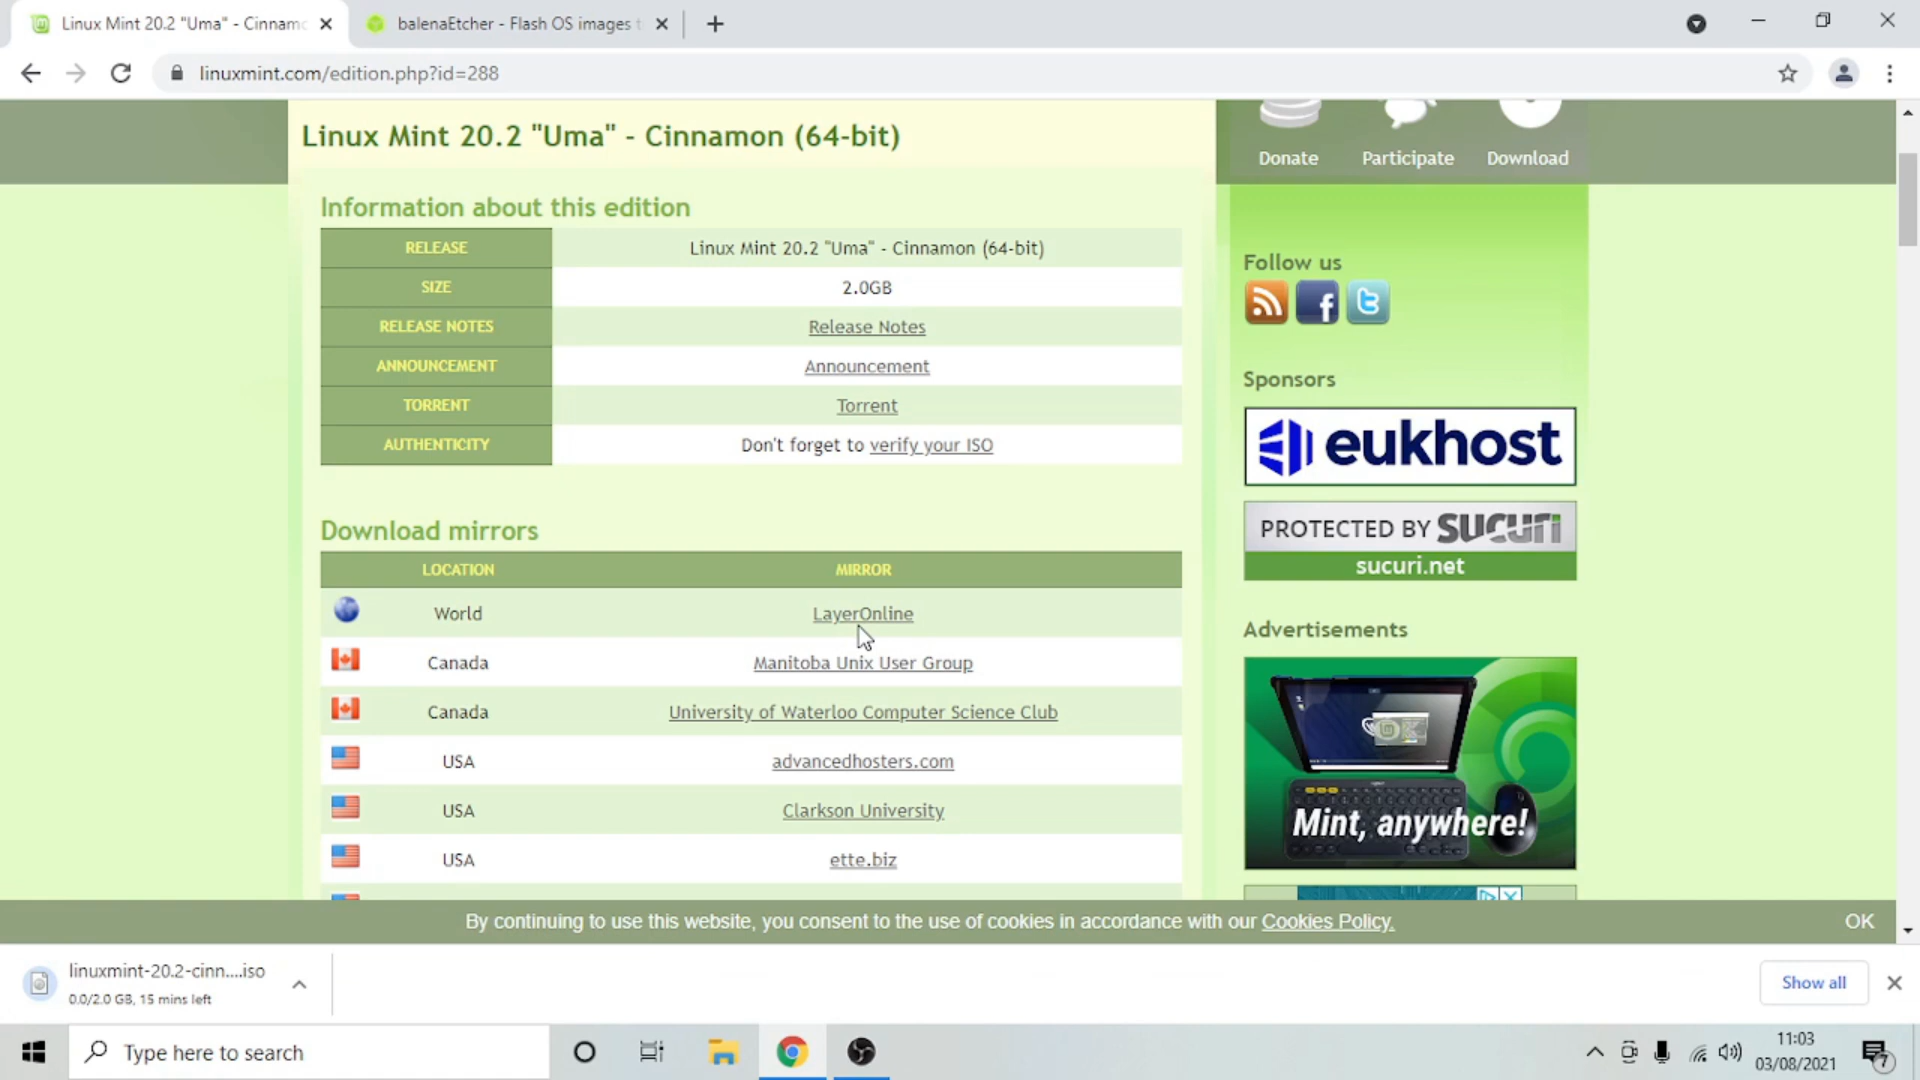 Linux Mint 20.2 "Uma" - Cinnamo
balenaEtcher - Flash OS images t
linuxmint.com/edition.php?id=288
Donate
Participate
Download
Linux Mint 20.2 "Uma" - Cinnamon (64-bit)
Information about this edition
RELEASE
Linux Mint 20.2 "Uma" - Cinnamon (64-bit)
SIZE
2.0GB
RELEASE NOTES
Release Notes
ANNOUNCEMENT
Announcement
TORRENT
Torrent
AUTHENTICITY
Don't forget to verify your ISO
Download mirrors
LOCATION
MIRROR
World
LayerOnline
Canada
Manitoba Unix User Group
Canada
University of Waterloo Computer Science Club
USA
advancedhosters.com
USA
Clarkson University
USA
ette.biz
Follow us
Sponsors
eukhost
PROTECTED BY SUCURI
sucuri.net
Advertisements
Mint, anywhere!
By continuing to use this website, you consent to the use of cookies in accordance with our Cookies Policy.
OK
linuxmint-20.2-cinn....iso
0.0/2.0 GB, 15 mins left
Show all
Type here to search
11:03
03/08/2021
7